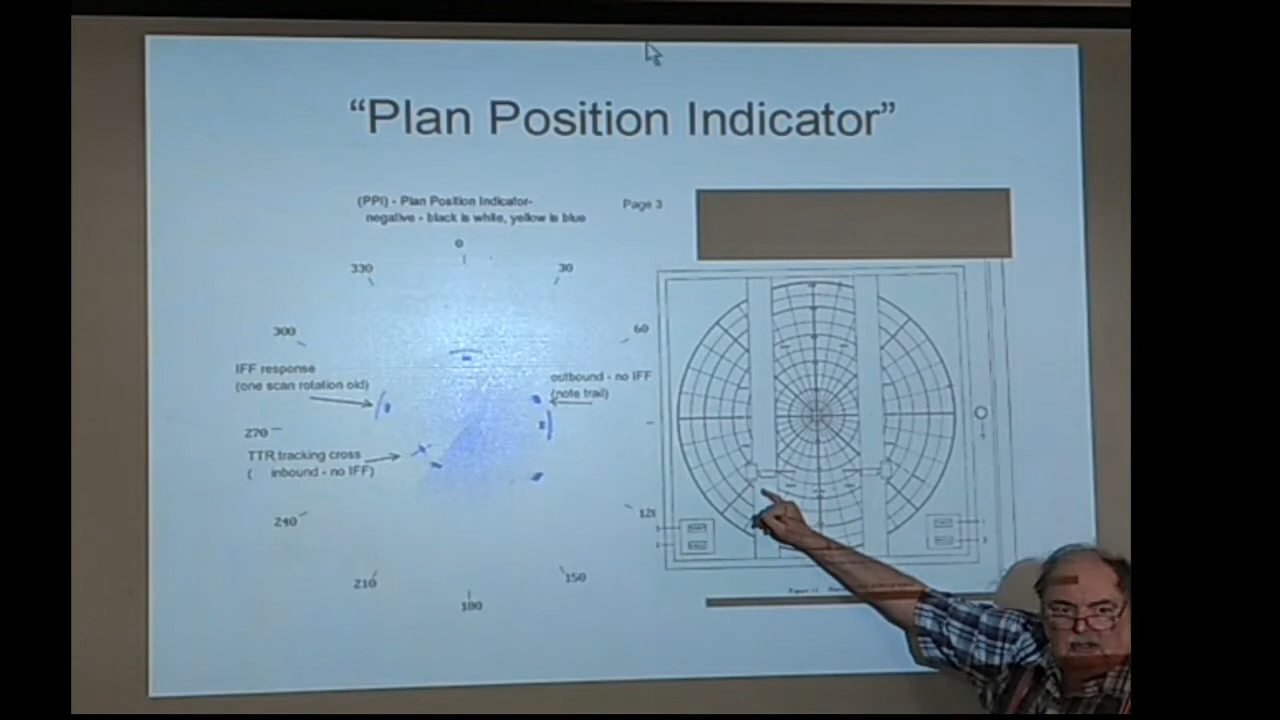 “Plan Position Indicator”
(PPI) - Plan Position Indicator-
negative - black is white, yellow is blue
Page 3
0
330
30
300
60
IFF response
(one scan rotation old)
outbound - no IFF
(note trail)
270
TTR tracking cross
( inbound - no IFF)
240
120
210
150
180